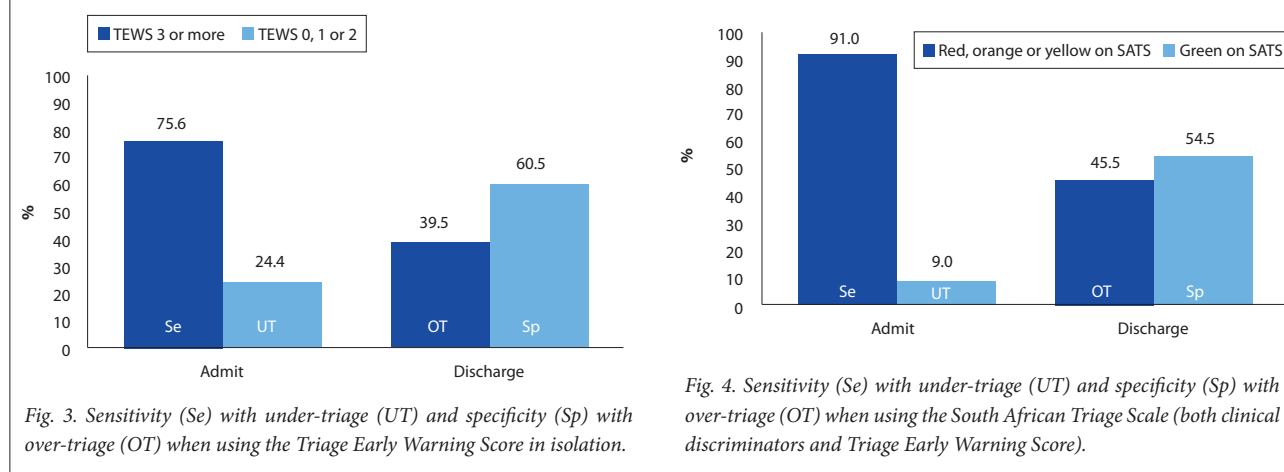 TEWS 3 or more TEWS 0, 1 or 2
100
90
80
70
60
50
40
30
20
10
0
%
75.6
24.4
39.5
60.5
Se
UT
OT
Sp
Admit
Discharge
Fig. 3. Sensitivity (Se) with under-triage (UT) and specificity (Sp) with
over-triage (OT) when using the Triage Early Warning Score in isolation.
Red, orange or yellow on SATS Green on SATS
100
90
80
70
60
50
40
30
20
10
0
%
91.0
9.0
45.5
54.5
Se
UT
OT
Sp
Admit
Discharge
Fig. 4. Sensitivity (Se) with under-triage (UT) and specificity (Sp) with
over-triage (OT) when using the South African Triage Scale (both clinical
discriminators and Triage Early Warning Score).